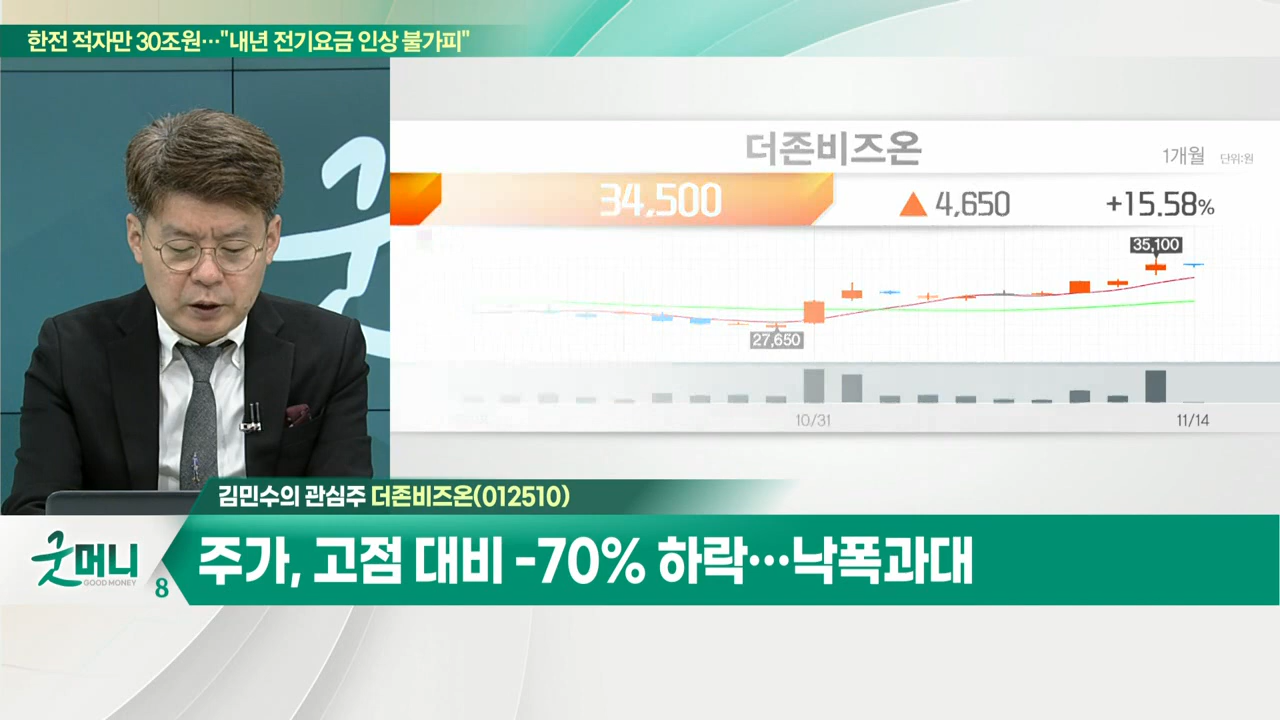 한전 적자만 30조원…"내년 전기요금 인상 불가피"
더존비즈온
1개월 단위:원
34,500 ▲ 4,650 +15.58%
35,100
27,650
10/31 11/14
김민수의 관심주 더존비즈온(012510)
굿머니
GOOD MONEY
8
주가, 고점 대비 -70% 하락…낙폭과대